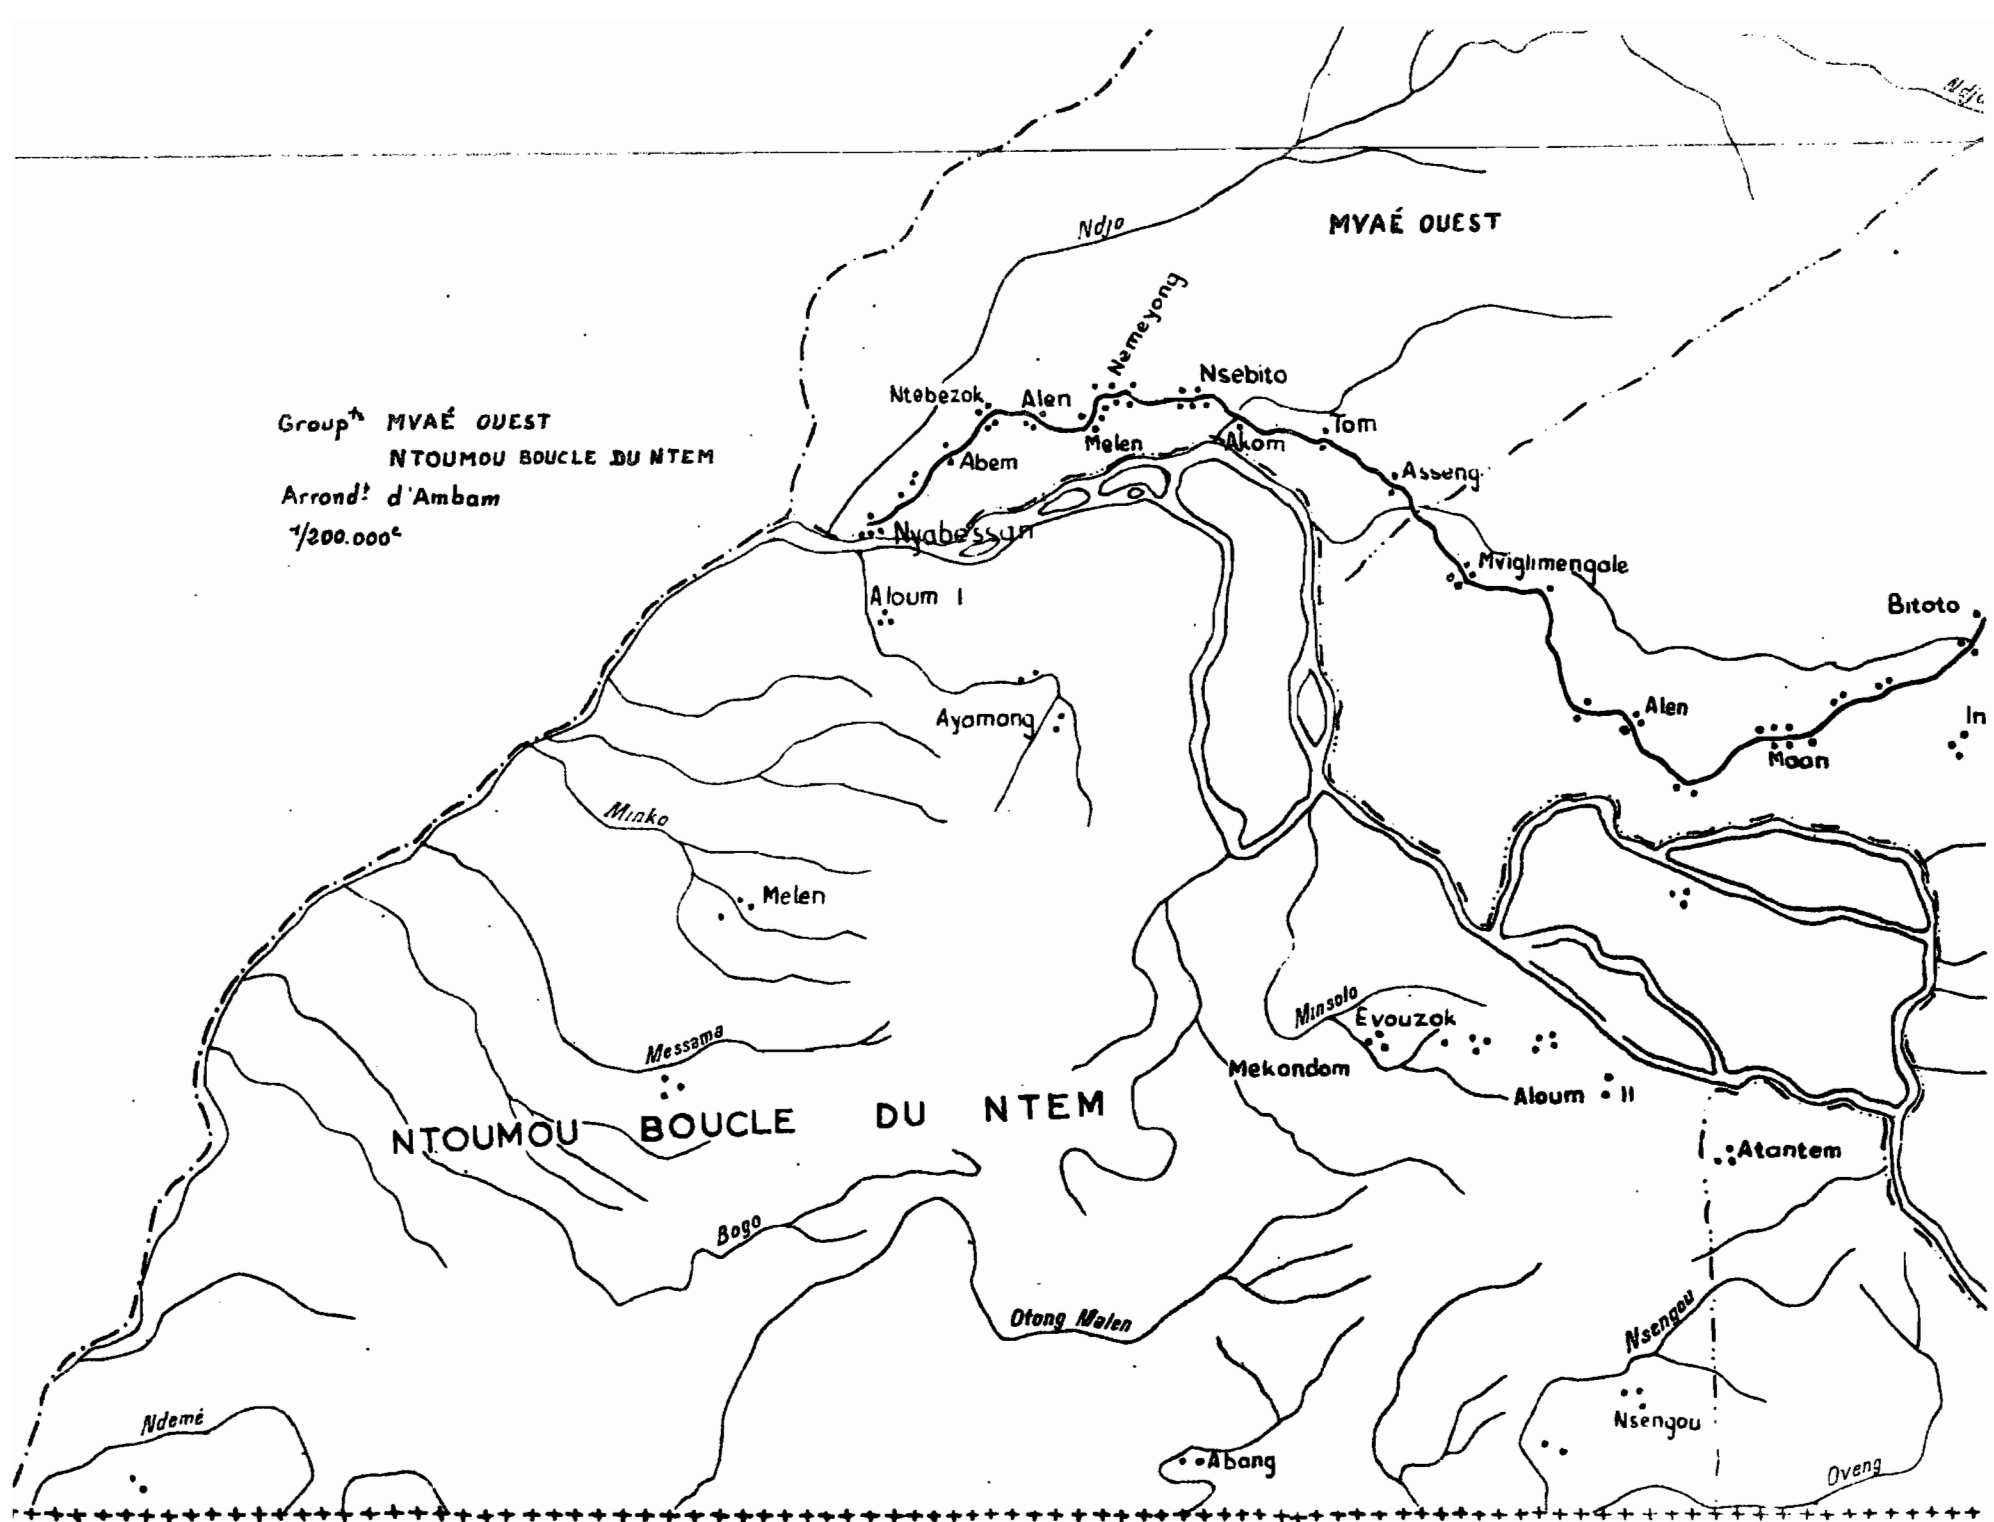 Ndjo
MVAÉ OUEST
Nemeyong
Nsebito
Ntebezok
Alen
Tom
Groupᵗˢ MVAÉ OUEST
NTOUMOU BOUCLE DU NTEM
Arrondᵗ d'Ambam
1/200.000ᵉ
Melen
Akom
Abem
Asseng
Nyabessan
Mviglimengale
Aloum I
Bitoto
Ayamong
Alen
In
Moan
Minko
Melen
Minsolo
Evouzok
Messama
Mekondom
Aloum II
NTOUMOU BOUCLE DU NTEM
Atantem
Bogo
Otong Malen
Nsengou
Ndemé
Nsengou
Abang
Oveng